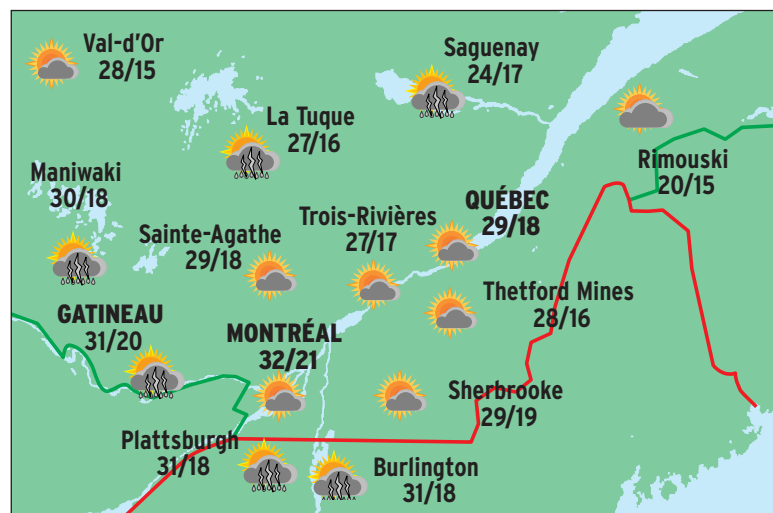 Val-d'Or
28/15
Saguenay
24/17
La Tuque
27/16
Rimouski
20/15
Maniwaki
30/18
QUÉBEC
29/18
Trois-Rivières
27/17
Sainte-Agathe
29/18
Thetford Mines
28/16
GATINEAU
31/20
MONTRÉAL
32/21
Sherbrooke
29/19
Plattsburgh
31/18
Burlington
31/18